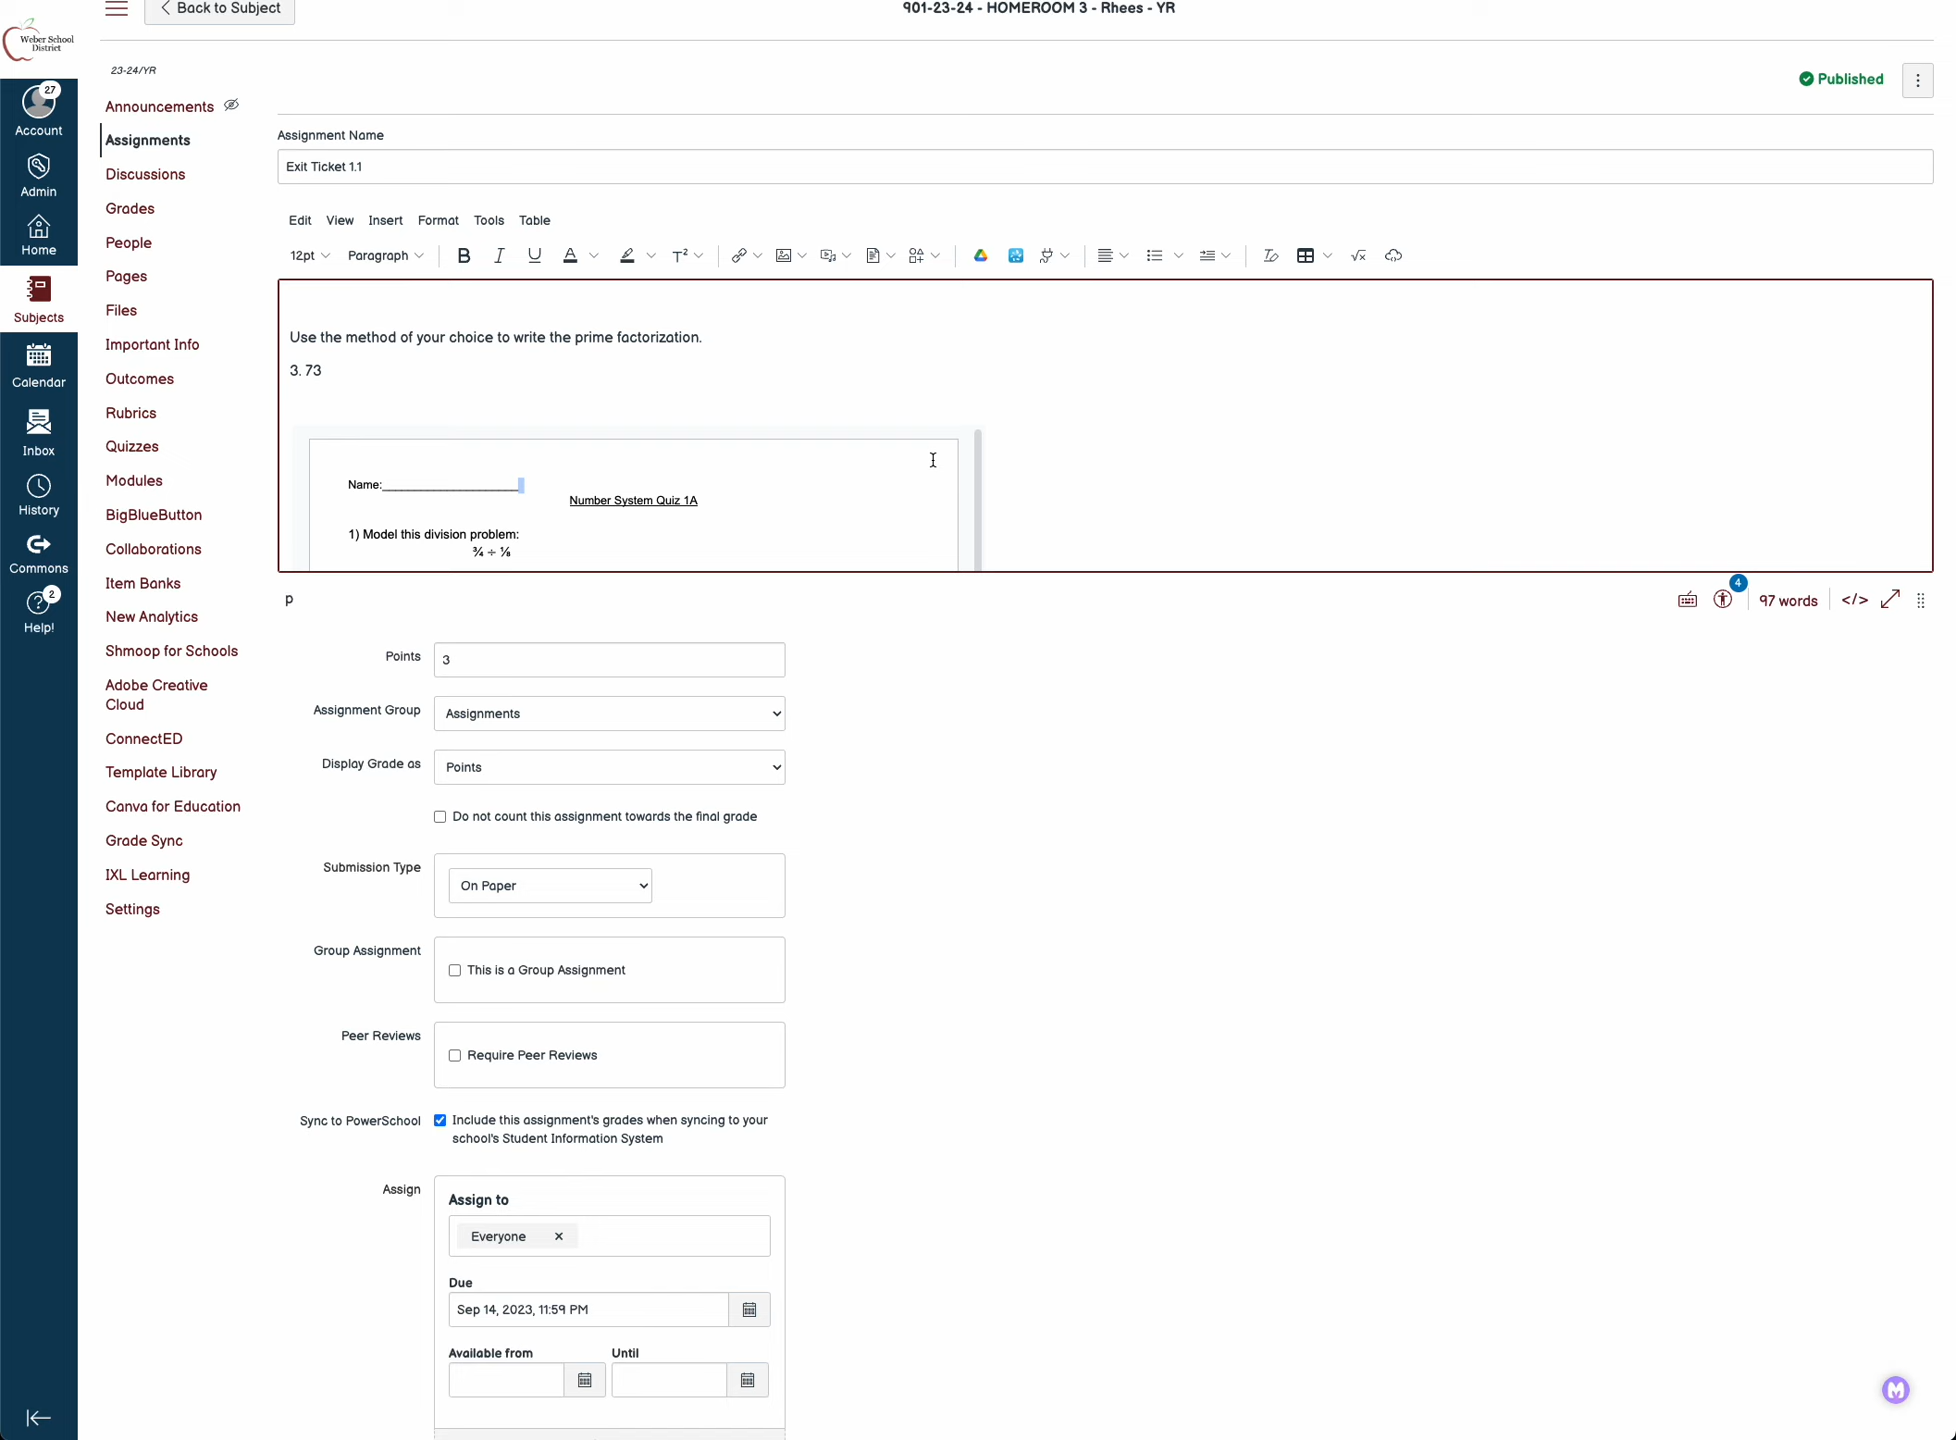 Back to Subject
901-23-24 - HOMEROOM 3 - Rhees - YR
Weber School
District
23-24/YR
Published
27
Account
Admin
Home
Subjects
Calendar
Inbox
History
Commons
2
Help!
Announcements
Assignments
Discussions
Grades
People
Pages
Files
Important Info
Outcomes
Rubrics
Quizzes
Modules
BigBlueButton
Collaborations
Item Banks
New Analytics
Shmoop for Schools
Adobe Creative
Cloud
ConnectED
Template Library
Canva for Education
Grade Sync
IXL Learning
Settings
Assignment Name
Exit Ticket 1.1
Edit View Insert Format Tools Table
12pt Paragraph B I U A T²
Use the method of your choice to write the prime factorization.
3. 73
Name:______________________
Number System Quiz 1A
1) Model this division problem:
¾ ÷ ⅛
p
4
97 words </>
Points 3
Assignment Group Assignments
Display Grade as Points
Do not count this assignment towards the final grade
Submission Type
On Paper
Group Assignment
This is a Group Assignment
Peer Reviews
Require Peer Reviews
Sync to PowerSchool Include this assignment's grades when syncing to your
school's Student Information System
Assign
Assign to
Everyone ×
Due
Sep 14, 2023, 11:59 PM
Available from Until
M